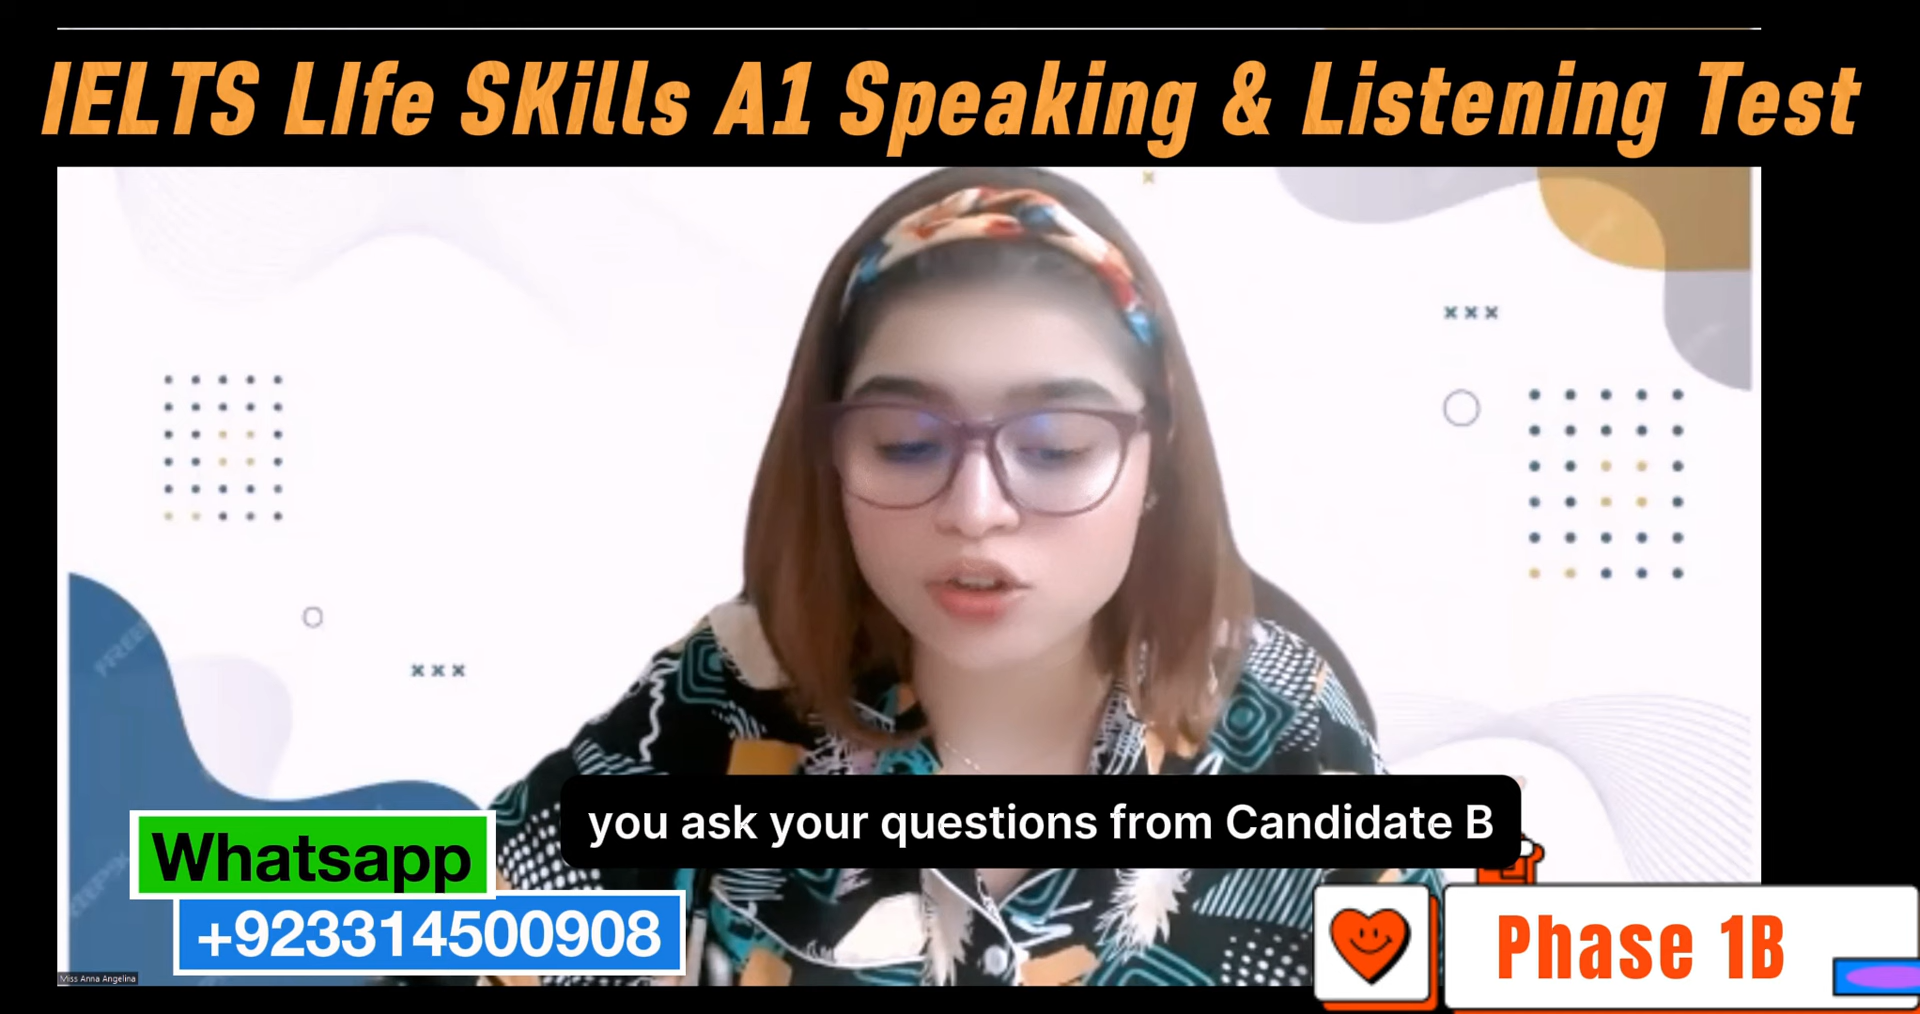 IELTS LIfe SKills A1 Speaking & Listening Test
you ask your questions from Candidate B
Whatsapp
+923314500908
Phase 1B
Miss Anna Angelina